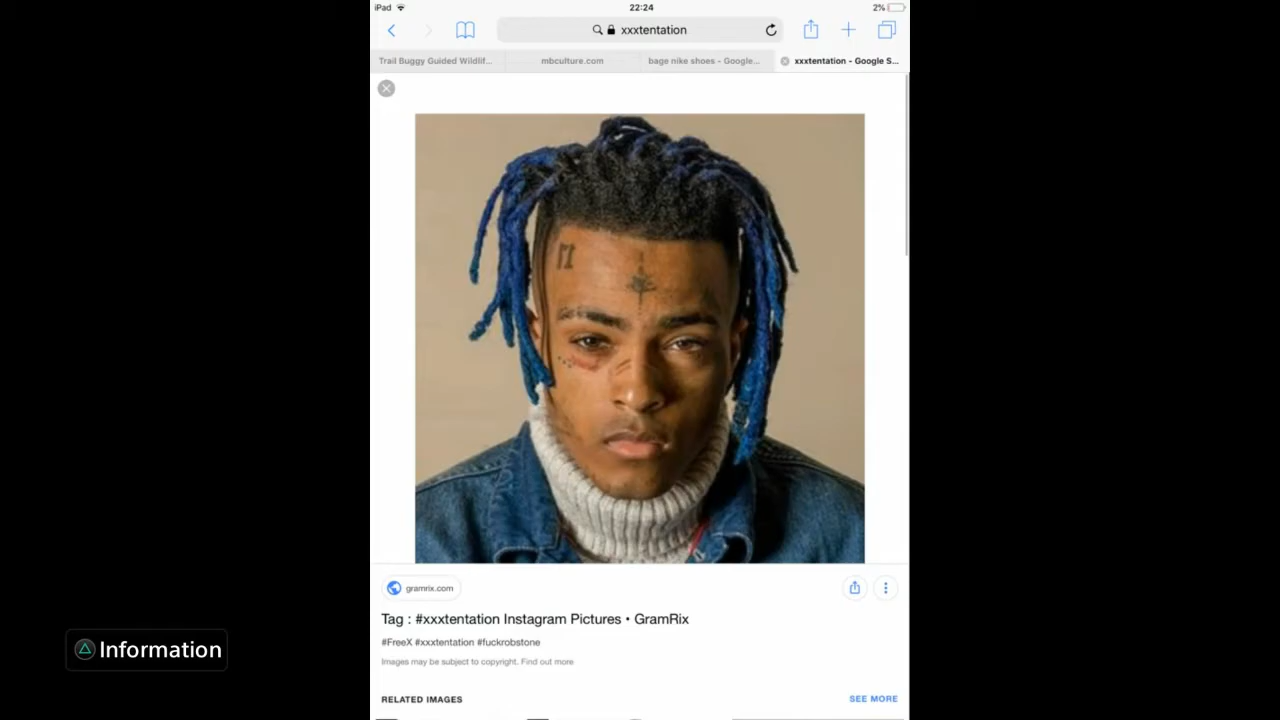 iPad 22:24 2%
xxxtentation
Trail Buggy Guided Wildlif... mbculture.com bage nike shoes - Google... xxxtentation - Google S...
gramrix.com
Tag : #xxxtentation Instagram Pictures • GramRix
#FreeX #xxxtentation #fuckrobstone
Images may be subject to copyright. Find out more
Information
RELATED IMAGES SEE MORE